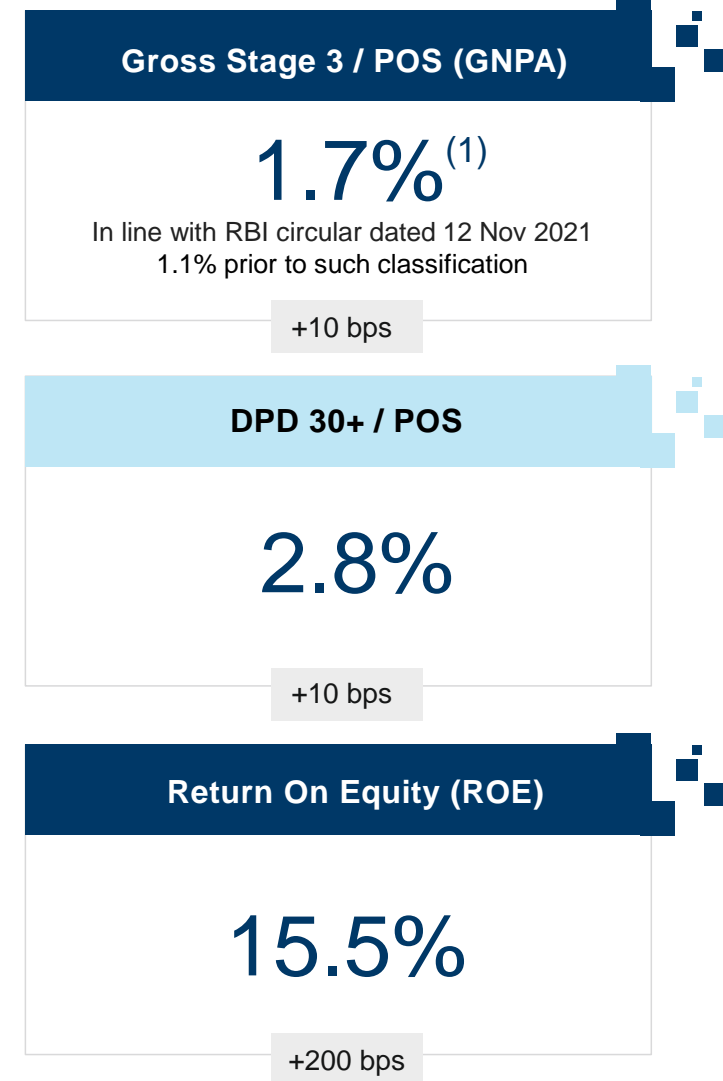 Gross Stage 3 / POS (GNPA)
1.7%(1)
In line with RBI circular dated 12 Nov 2021
1.1% prior to such classification
+10 bps
DPD 30+ / POS
2.8%
+10 bps
Return On Equity (ROE)
15.5%
+200 bps